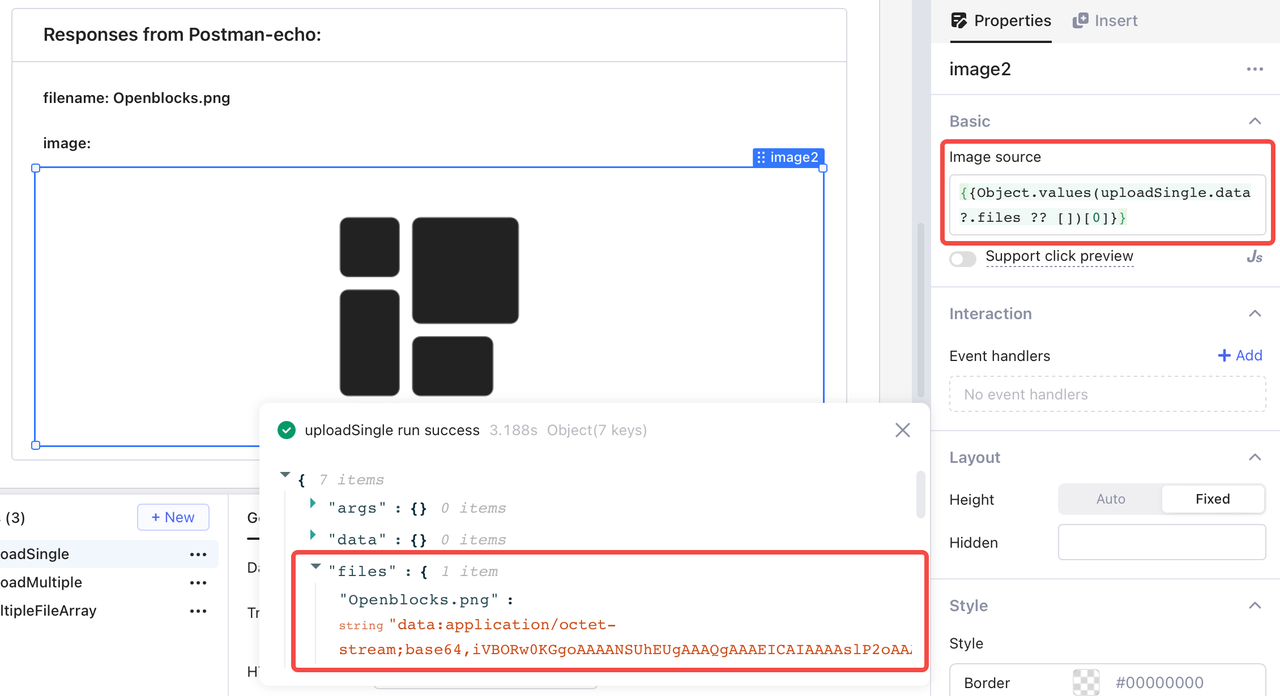 Responses from Postman-echo:
filename: Openblocks.png
image:
image2
uploadSingle run success 3.188s Object(7 keys)
{ 7 items
"args" : {} 0 items
"data" : {} 0 items
"files" : { 1 item
"Openblocks.png" :
string "data:application/octet-
stream;base64,iVBORw0KGgoAAAANSUhEUgAAAQgAAAEICAIAAAAslP2oAA
(3)
+ New
oadSingle
oadMultiple
ltipleFileArray
Properties
Insert
image2
Basic
Image source
{{Object.values(uploadSingle.data
?.files ?? [])[0]}}
Support click preview
JS
Interaction
Event handlers
+ Add
No event handlers
Layout
Height
Auto
Fixed
Hidden
Style
Style
Border
#00000000